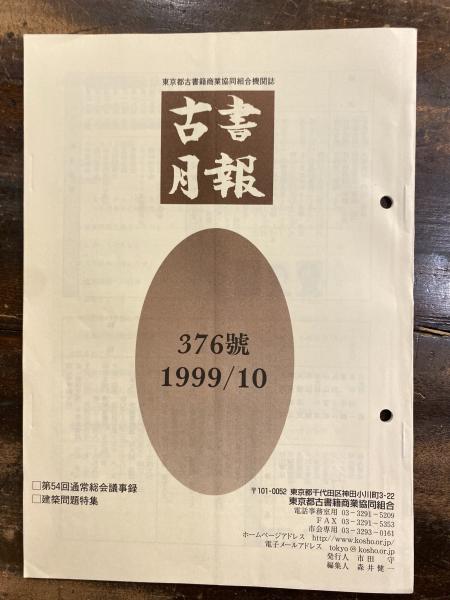 東京都古書籍商業協同組合機関誌
古書
月報
376號
1999/10
□第54回通常総会議事録
□建築問題特集
〒101-0052 東京都千代田区神田小川町3-22
東京都古書籍商業協同組合
電話事務室用 03-3291-5209
FAX 03-3291-5353
市会専用 03-3293-0161
ホームページアドレス http://www.kosho.or.jp/
電子メールアドレス tokyo@kosho.or.jp
発行人 市田 守
編集人 森井健一